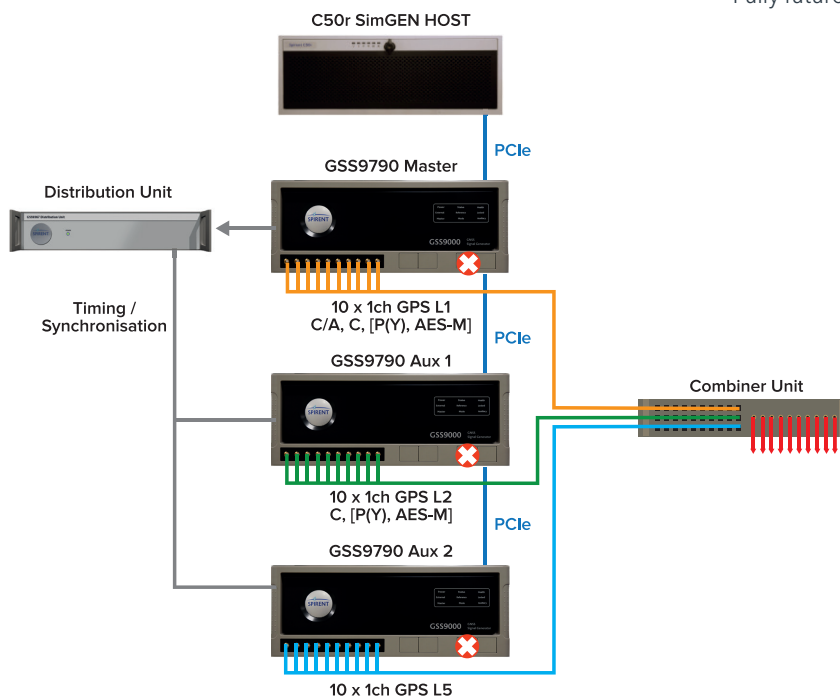 Fully future
C50r SimGEN HOST
PCIe
GSS9790 Master
Distribution Unit
SPIRENT
GSS9000
10 x 1ch GPS L1
C/A, C, [P(Y), AES-M]
Timing /
Synchronisation
PCIe
GSS9790 Aux 1
Combiner Unit
SPIRENT
GSS9000
10 x 1ch GPS L2
C, [P(Y), AES-M]
PCIe
GSS9790 Aux 2
SPIRENT
GSS9000
10 x 1ch GPS L5